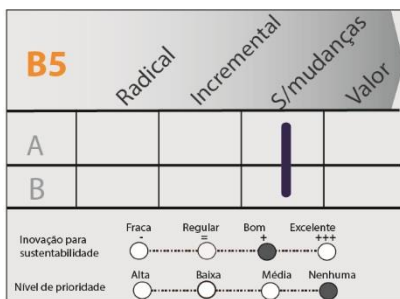 B5
Radical
Incremental
S/mudanças
Valor
A
B
Fraca Regular Bom Excelente
- = + +++
Inovação para
sustentabilidade
Alta Baixa Média Nenhuma
Nível de prioridade